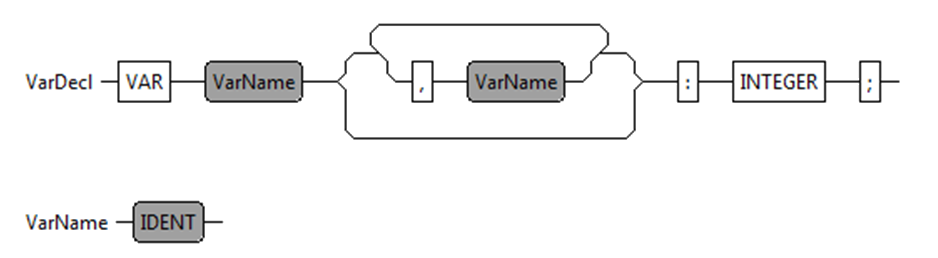 VarDecl VAR VarName , VarName : INTEGER ;
VarName IDENT